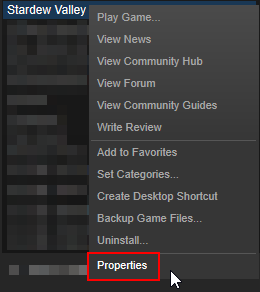 Stardew Valley
Play Game...
View News
View Community Hub
View Forum
View Community Guides
Write Review
Add to Favorites
Set Categories...
Create Desktop Shortcut
Backup Game Files...
Uninstall...
Properties